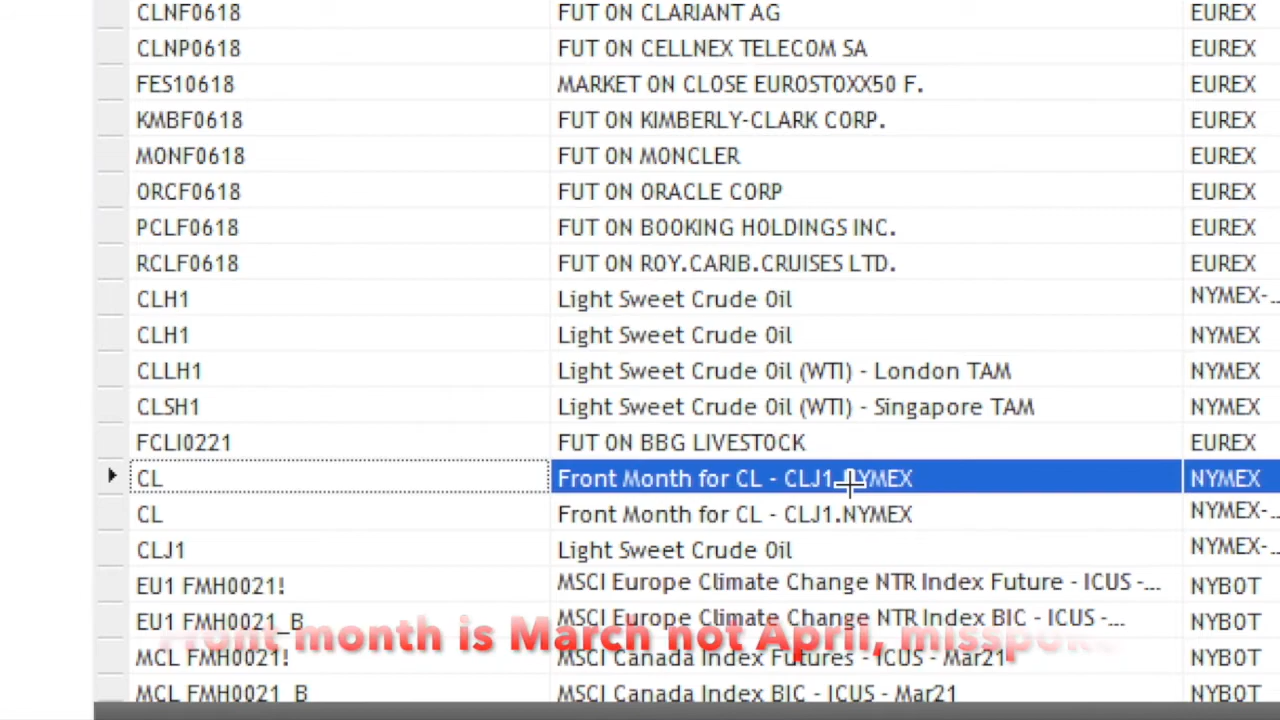 CLNF0618 FUT ON CLARIANT AG EUREX
CLNP0618 FUT ON CELLNEX TELECOM SA EUREX
FES10618 MARKET ON CLOSE EUROSTOXX50 F. EUREX
KMBF0618 FUT ON KIMBERLY-CLARK CORP. EUREX
MONF0618 FUT ON MONCLER EUREX
ORCF0618 FUT ON ORACLE CORP EUREX
PCLF0618 FUT ON BOOKING HOLDINGS INC. EUREX
RCLF0618 FUT ON ROY.CARIB.CRUISES LTD. EUREX
CLH1 Light Sweet Crude Oil NYMEX-...
CLH1 Light Sweet Crude Oil NYMEX
CLLH1 Light Sweet Crude Oil (WTI) - London TAM NYMEX
CLSH1 Light Sweet Crude Oil (WTI) - Singapore TAM NYMEX
FCLI0221 FUT ON BBG LIVESTOCK EUREX
CL Front Month for CL - CLJ1.NYMEX NYMEX
CL Front Month for CL - CLJ1.NYMEX NYMEX-...
CLJ1 Light Sweet Crude Oil NYMEX-...
EU1 FMH0021! MSCI Europe Climate Change NTR Index Future - ICUS -... NYBOT
EU1 FMH0021_B MSCI Europe Climate Change NTR Index BIC - ICUS -... NYBOT
Front month is March not April,
MCL FMH0021! MSCI Canada Index Futures - ICUS - Mar21 NYBOT
MCL FMH0021_B MSCI Canada Index BIC - ICUS - Mar21 NYBOT